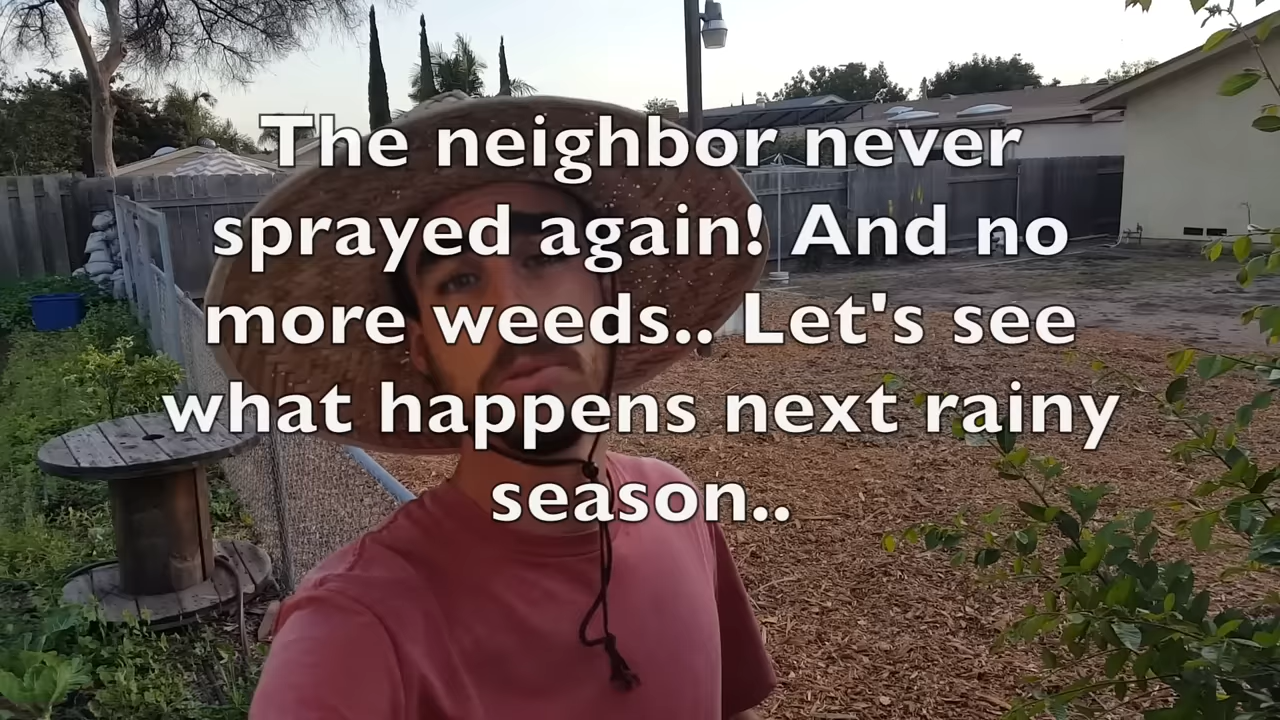 The neighbor never
sprayed again! And no
more weeds.. Let's see
what happens next rainy
season..